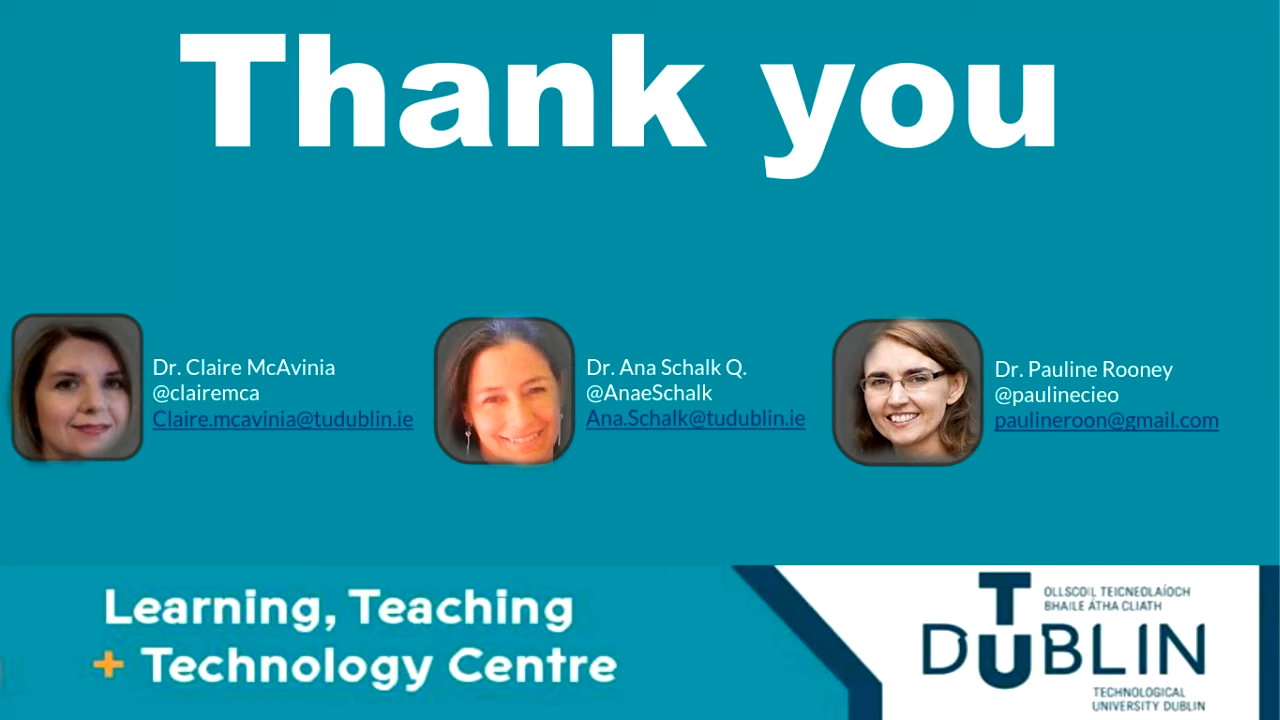 Thank you
Dr. Claire McAvinia
@clairemca
Claire.mcavinia@tudublin.ie
Dr. Ana Schalk Q.
@AnaeSchalk
Ana.Schalk@tudublin.ie
Dr. Pauline Rooney
@paulinecieo
paulineroon@gmail.com
Learning, Teaching
+ Technology Centre
OLLSCOIL TEICNEOLAÍOCH
BHAILE ÁTHA CLIATH
TU DUBLIN
TECHNOLOGICAL
UNIVERSITY DUBLIN